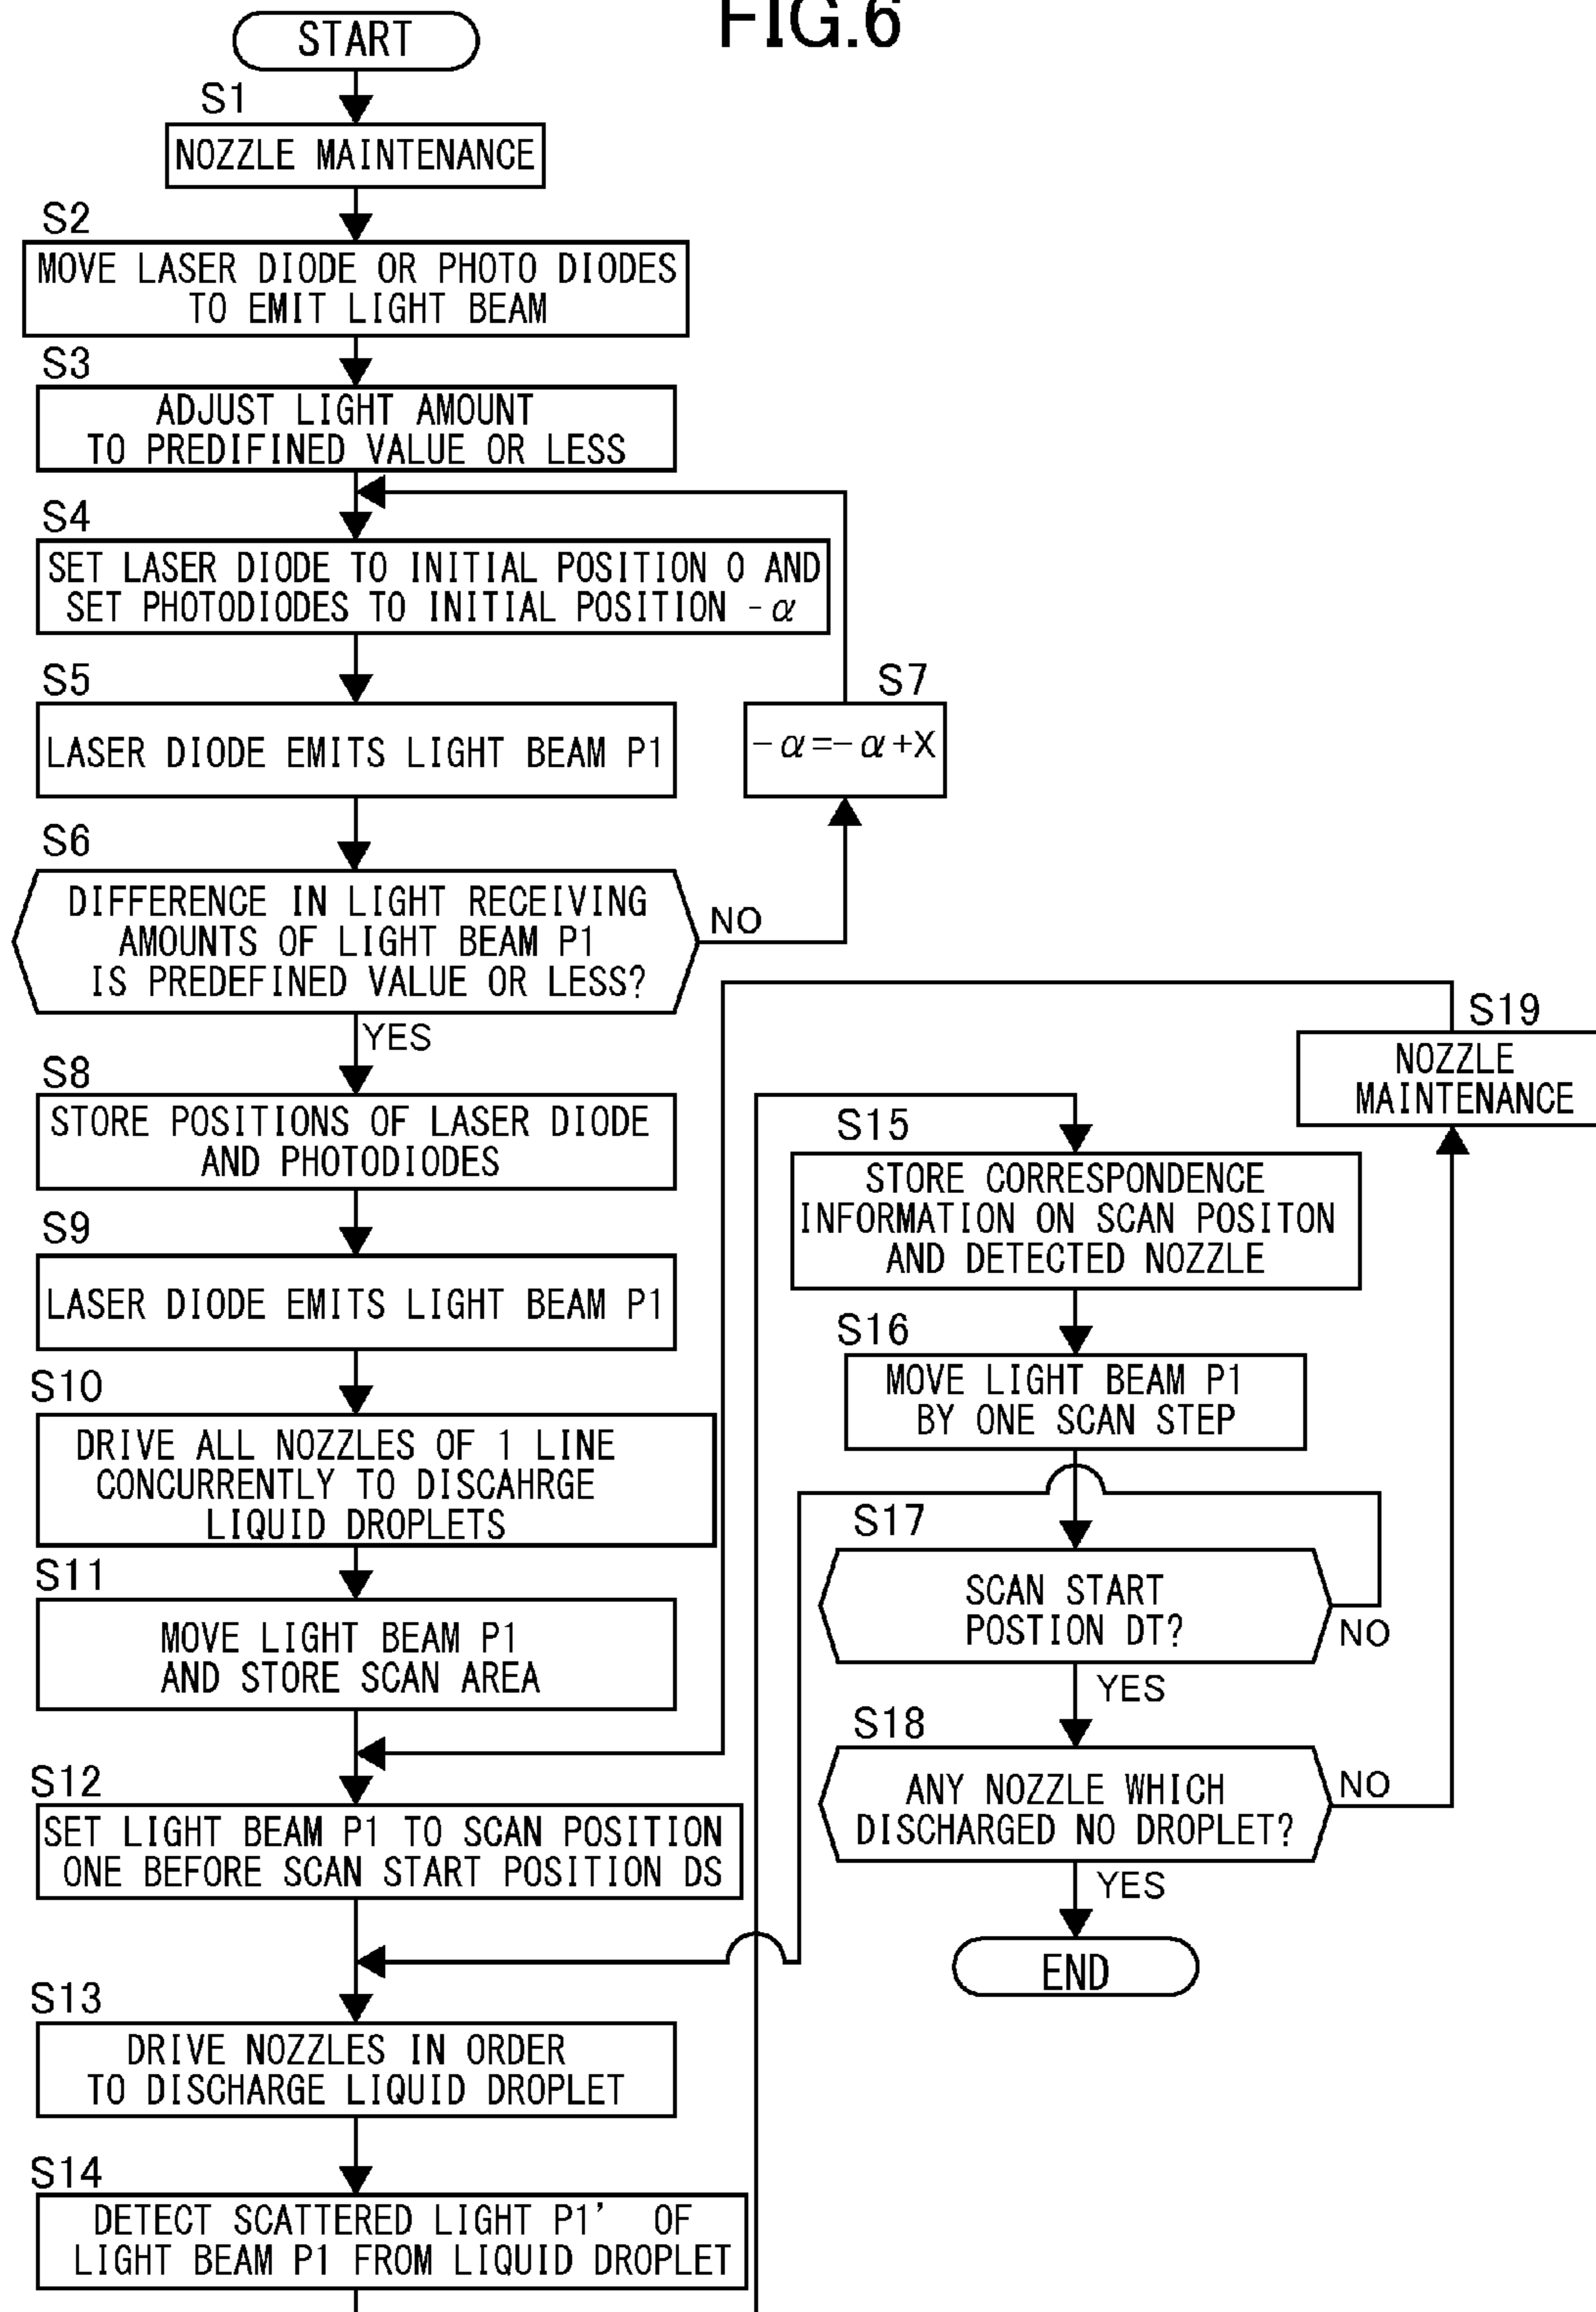 FIG.6
START
S1
NOZZLE MAINTENANCE
S2
MOVE LASER DIODE OR PHOTO DIODES
TO EMIT LIGHT BEAM
S3
ADJUST LIGHT AMOUNT
TO PREDIFINED VALUE OR LESS
S4
SET LASER DIODE TO INITIAL POSITION 0 AND
SET PHOTODIODES TO INITIAL POSITION -α
S5
LASER DIODE EMITS LIGHT BEAM P1
S7
-α=-α+X
S6
DIFFERENCE IN LIGHT RECEIVING
AMOUNTS OF LIGHT BEAM P1
IS PREDEFINED VALUE OR LESS?
NO
YES
S8
STORE POSITIONS OF LASER DIODE
AND PHOTODIODES
S9
LASER DIODE EMITS LIGHT BEAM P1
S10
DRIVE ALL NOZZLES OF 1 LINE
CONCURRENTLY TO DISCAHRGE
LIQUID DROPLETS
S11
MOVE LIGHT BEAM P1
AND STORE SCAN AREA
S12
SET LIGHT BEAM P1 TO SCAN POSITION
ONE BEFORE SCAN START POSITION DS
S13
DRIVE NOZZLES IN ORDER
TO DISCHARGE LIQUID DROPLET
S14
DETECT SCATTERED LIGHT P1' OF
LIGHT BEAM P1 FROM LIQUID DROPLET
S15
STORE CORRESPONDENCE
INFORMATION ON SCAN POSITON
AND DETECTED NOZZLE
S16
MOVE LIGHT BEAM P1
BY ONE SCAN STEP
S17
SCAN START
POSTION DT?
NO
YES
S18
ANY NOZZLE WHICH
DISCHARGED NO DROPLET?
NO
YES
S19
NOZZLE
MAINTENANCE
END